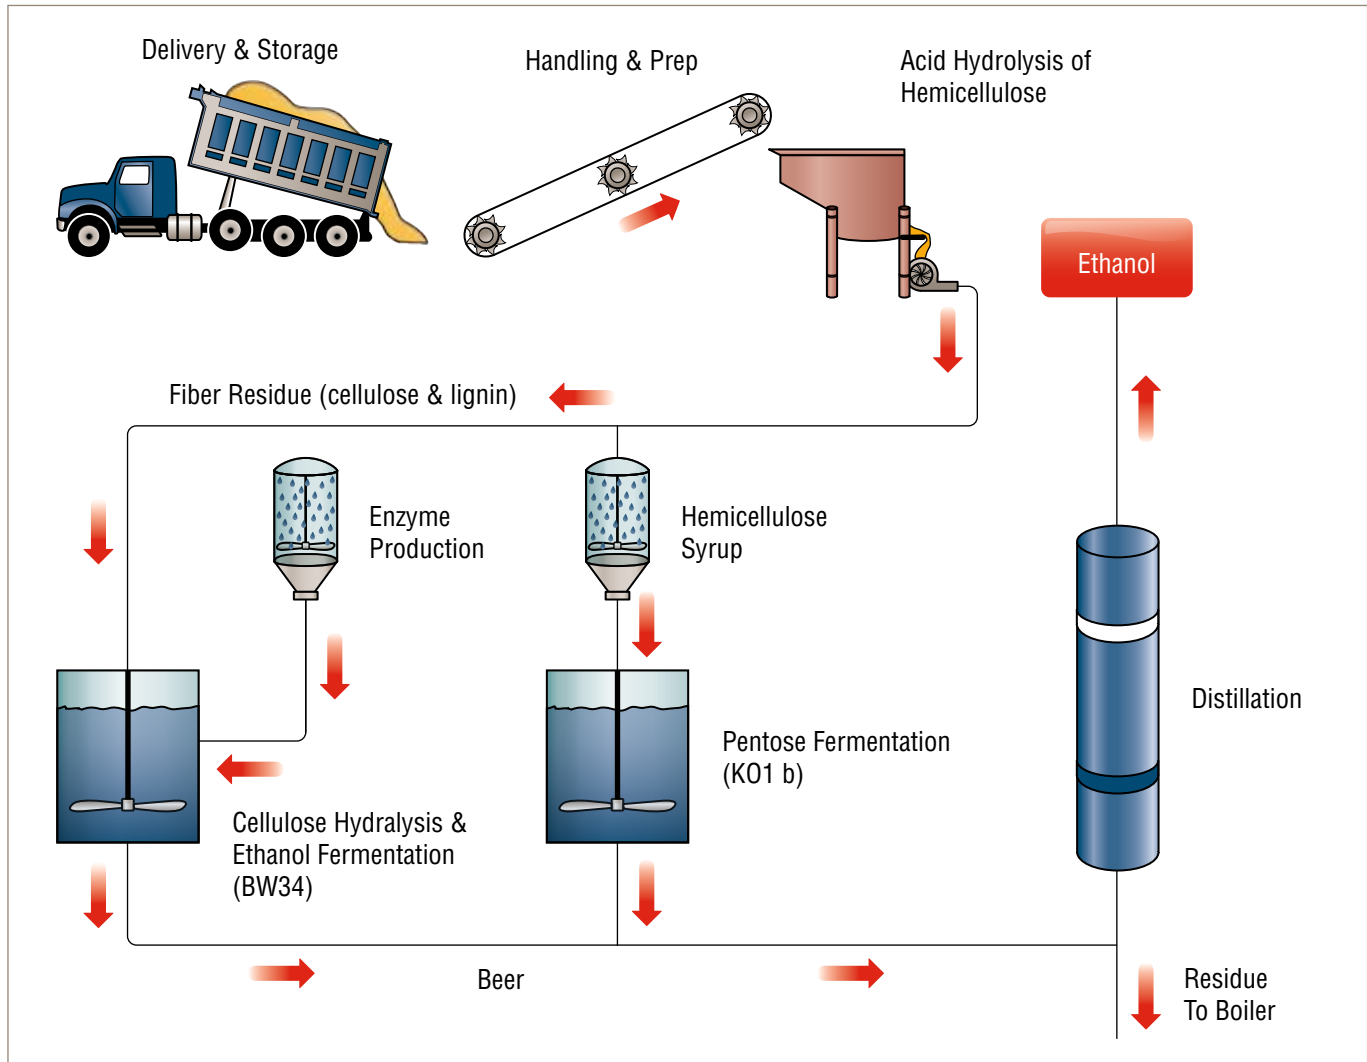 Delivery & Storage
Handling & Prep
Acid Hydrolysis of
Hemicellulose
Ethanol
Fiber Residue (cellulose & lignin)
Enzyme
Production
Hemicellulose
Syrup
Distillation
Pentose Fermentation
(KO1 b)
Cellulose Hydralysis &
Ethanol Fermentation
(BW34)
Beer
Residue
To Boiler